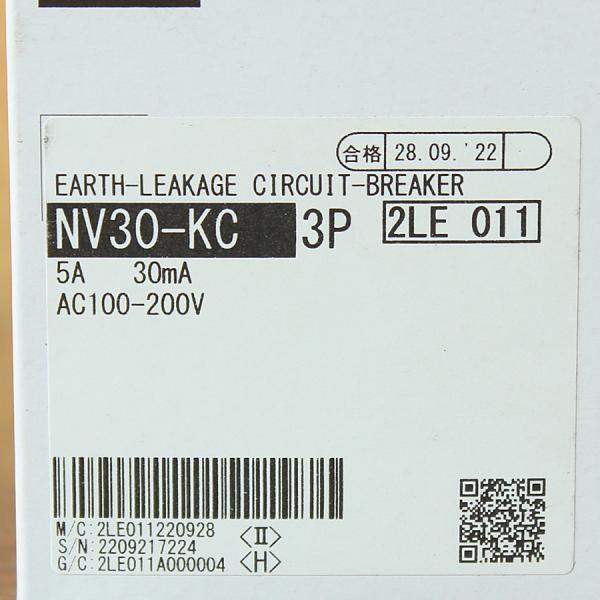 合格 28.09.'22
EARTH-LEAKAGE CIRCUIT-BREAKER
NV30-KC 3P 2LE 011
5A 30mA
AC100-200V
M/C:2LE011220928 〈Ⅱ〉
S/N:2209217224
G/C:2LE011A000004 〈H〉